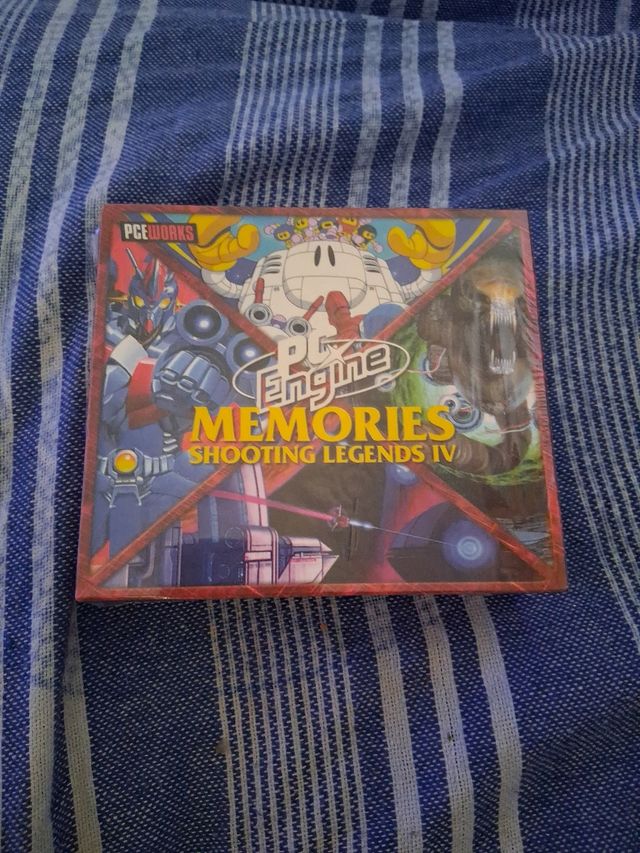 PCEWORKS
PC Engine
MEMORIES
SHOOTING LEGENDS IV